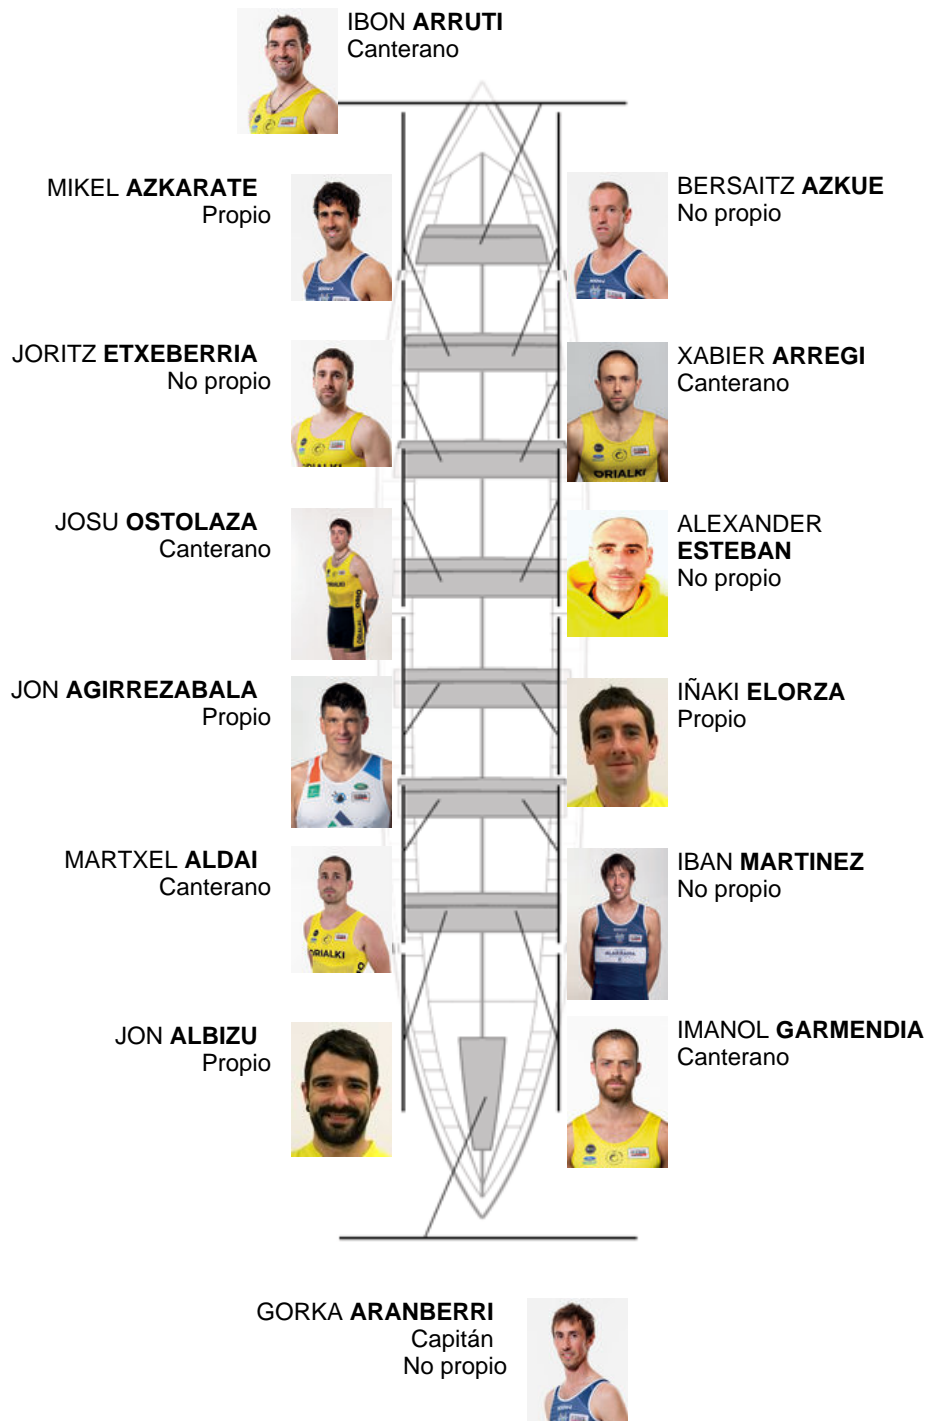 IBON ARRUTI
Canterano
MIKEL AZKARATE
Propio
BERSAITZ AZKUE
No propio
JORITZ ETXEBERRIA
No propio
XABIER ARREGI
Canterano
ORIALKI
JOSU OSTOLAZA
Canterano
ALEXANDER
ESTEBAN
No propio
JON AGIRREZABALA
Propio
IÑAKI ELORZA
Propio
MARTXEL ALDAI
Canterano
ORIALKI
IBAN MARTINEZ
No propio
JON ALBIZU
Propio
IMANOL GARMENDIA
Canterano
GORKA ARANBERRI
Capitán
No propio